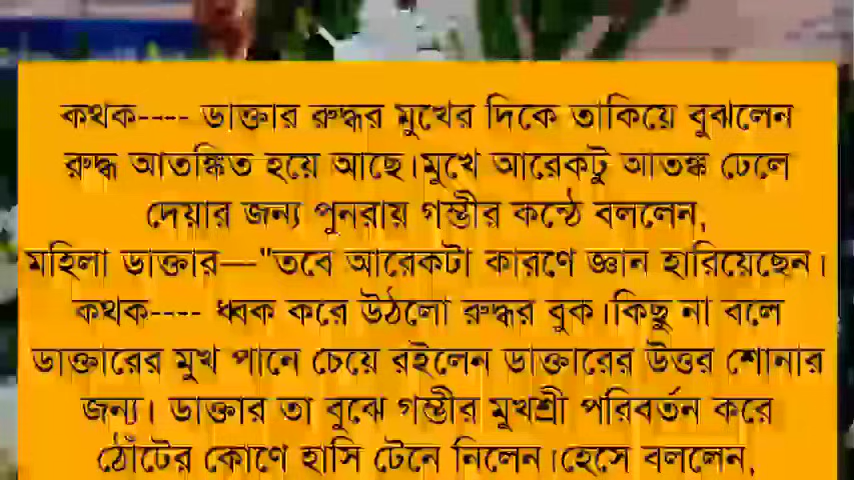 কথক---- ডাক্তার রুদ্ধর মুখের দিকে তাকিয়ে বুঝলেন
রুদ্ধ আতঙ্কিত হয়ে আছে।মুখে আরেকটু আতঙ্ক ঢেলে
দেয়ার জন্য পুনরায় গম্ভীর কন্ঠে বললেন,
মহিলা ডাক্তার—"তবে আরেকটা কারণে জ্ঞান হারিয়েছেন।
কথক---- ধ্বক করে উঠলো রুদ্ধর বুক।কিছু না বলে
ডাক্তারের মুখ পানে চেয়ে রইলেন ডাক্তারের উত্তর শোনার
জন্য। ডাক্তার তা বুঝে গম্ভীর মুখশ্রী পরিবর্তন করে
ঠোঁটের কোণে হাসি টেনে নিলেন।হেসে বললেন,